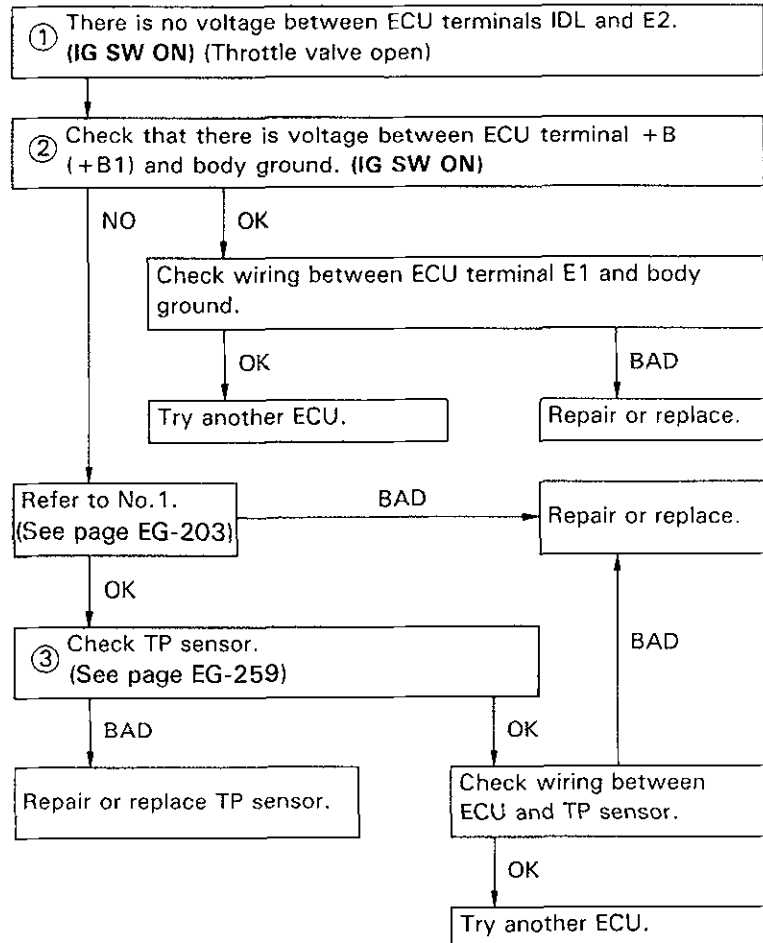 ① There is no voltage between ECU terminals IDL and E2.
(IG SW ON) (Throttle valve open)
② Check that there is voltage between ECU terminal +B
(+B1) and body ground. (IG SW ON)
NO
OK
Check wiring between ECU terminal E1 and body
ground.
OK
BAD
Try another ECU.
Repair or replace.
Refer to No.1.
(See page EG-203)
BAD
Repair or replace.
OK
③ Check TP sensor.
(See page EG-259)
BAD
BAD
OK
Repair or replace TP sensor.
Check wiring between
ECU and TP sensor.
OK
Try another ECU.